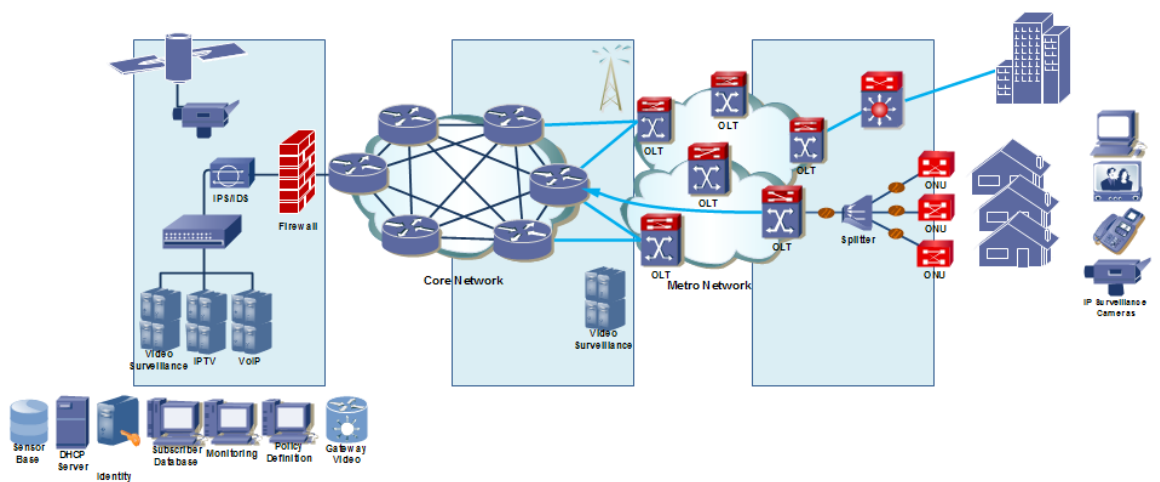 OLT
OLT
OLT
OLT
OLT
OLT
IPS/IDS
Firewall
Core Network
Metro Network
Splitter
ONU
ONU
ONU
IP Surveillance
Cameras
Video
Surveillance
IPTV
VoIP
Video
Surveillance
Sensor
Base
DHCP
Server
Identity
Subscriber
Database
Monitoring
Policy
Definition
Gateway
Video